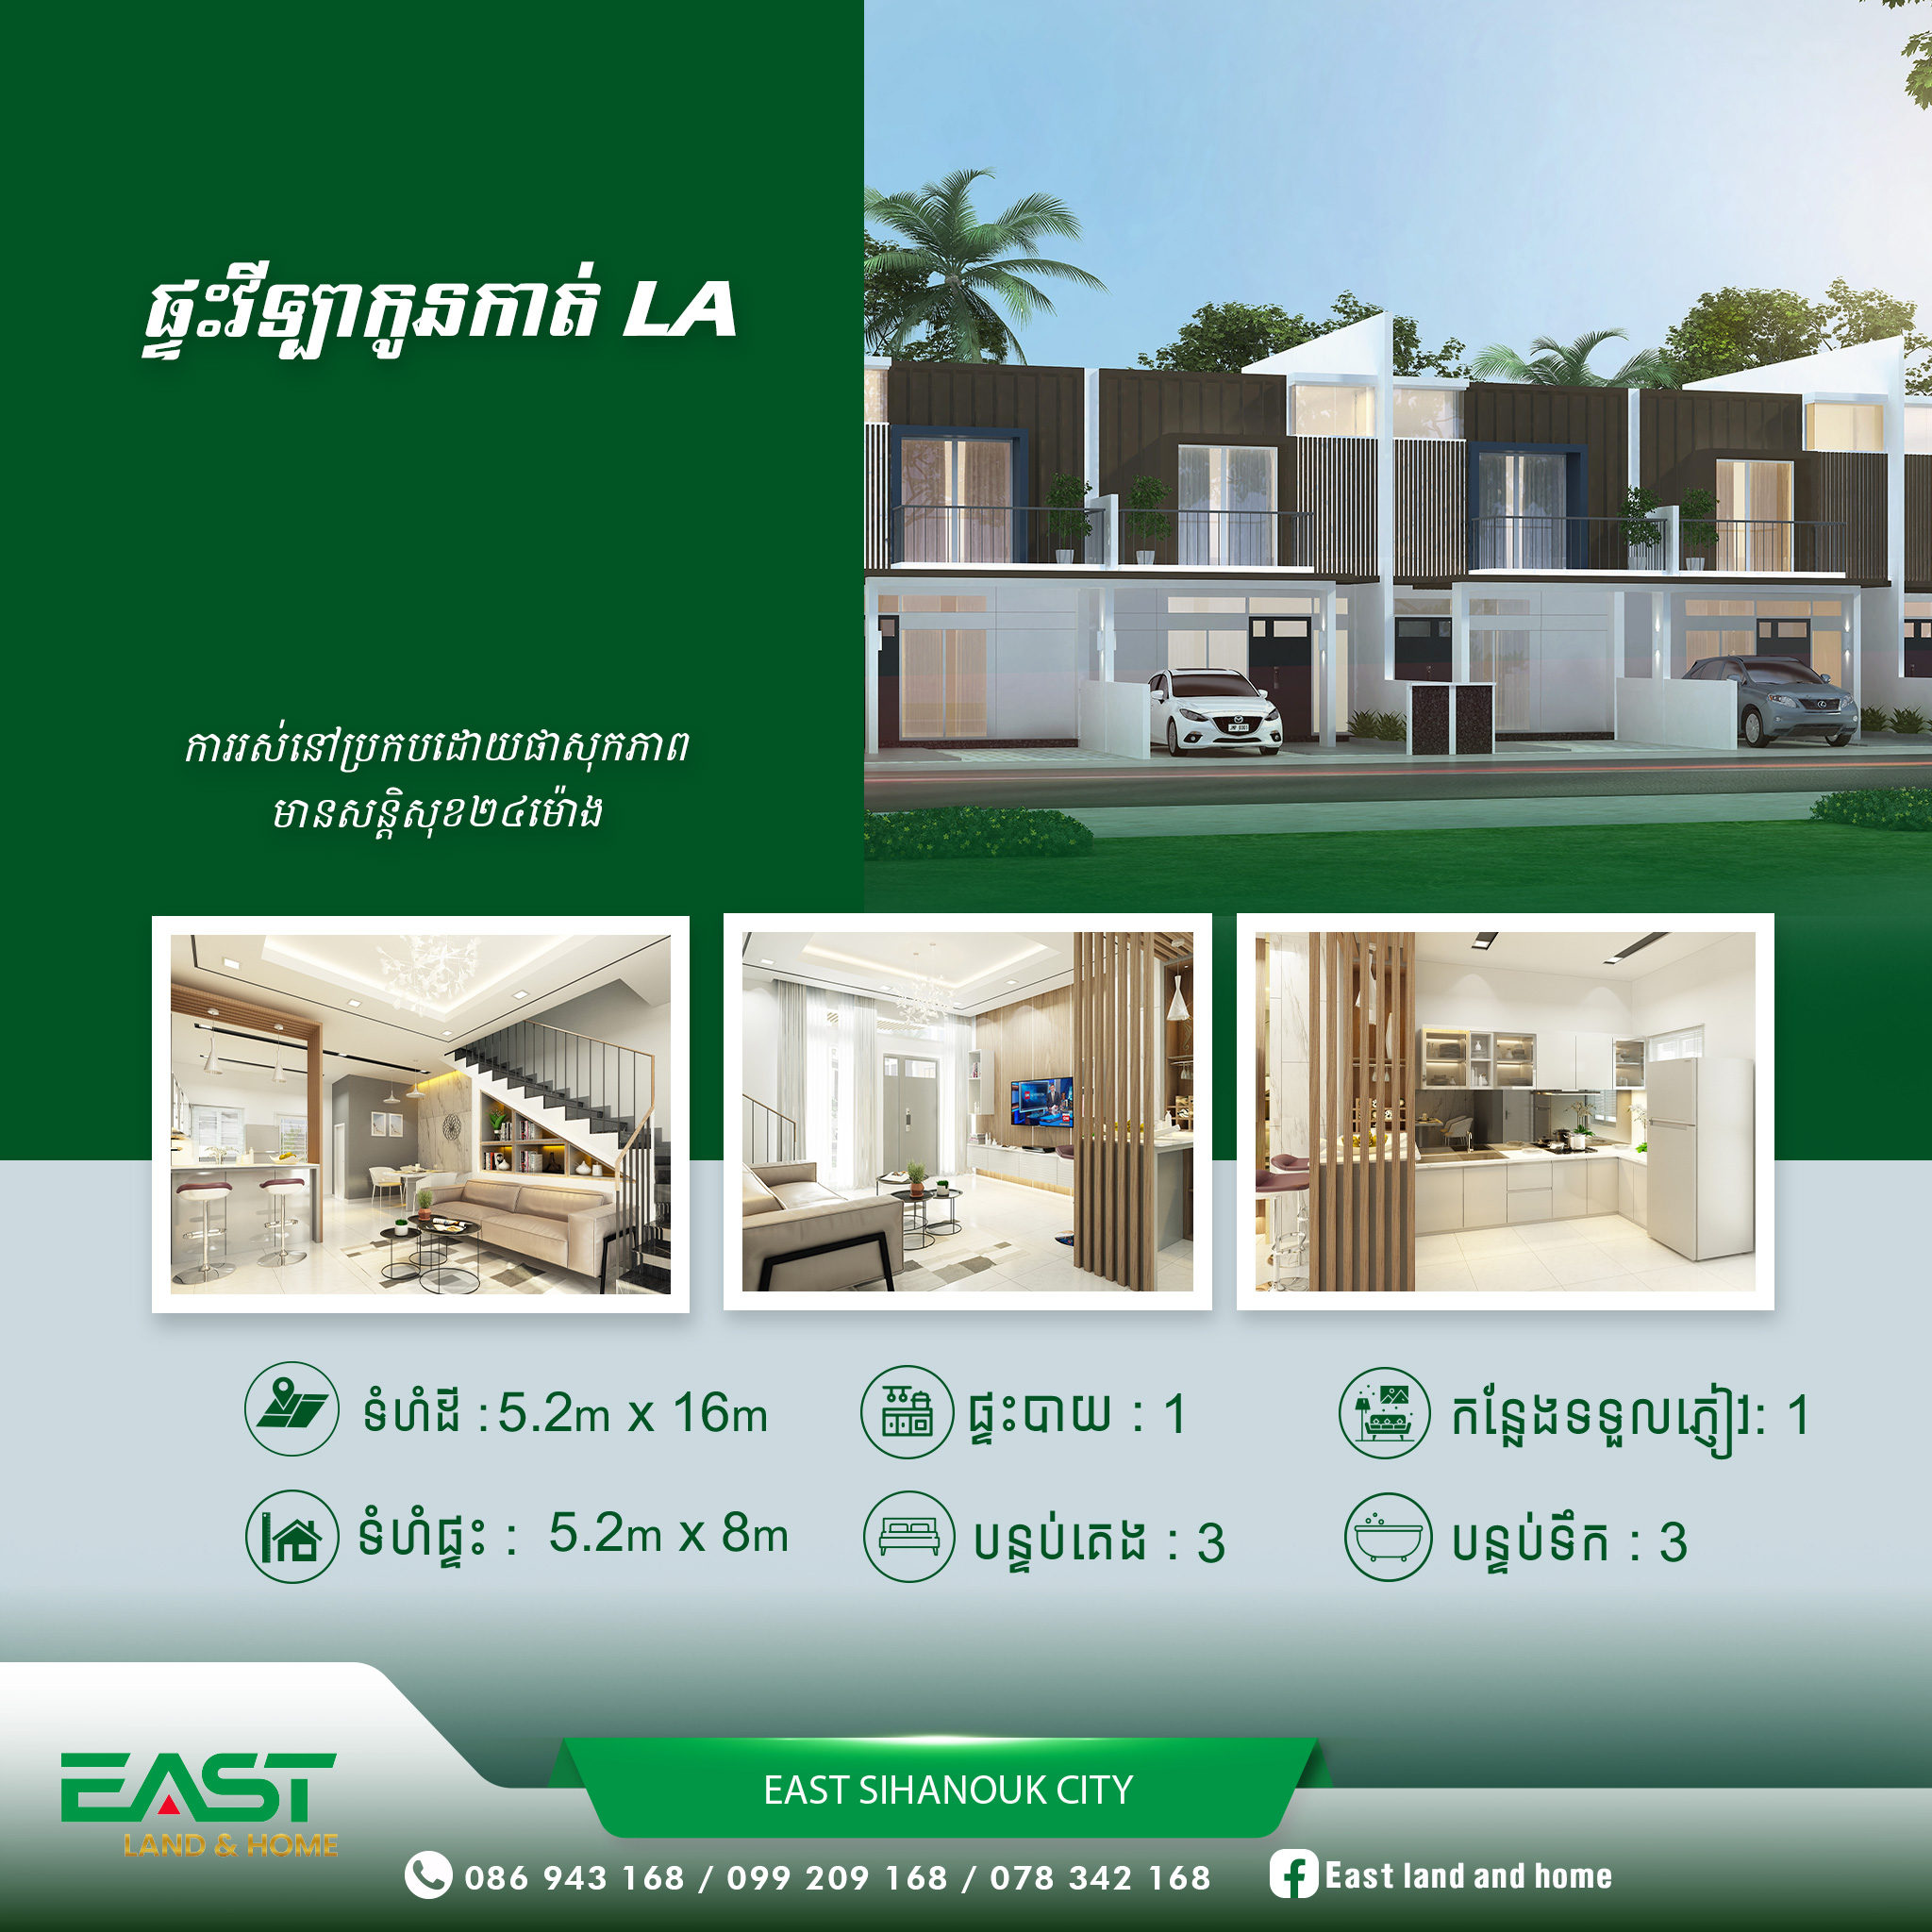 ផ្ទះវីឡាកូនកាត់ LA
ការរស់នៅប្រកបដោយផាសុកភាព
មានសន្តិសុខ២៤ម៉ោង
ទំហំដី : 5.2m x 16m
ផ្ទះបាយ : 1
កន្លែងទទួលភ្ញៀវ: 1
ទំហំផ្ទះ : 5.2m x 8m
បន្ទប់គេង : 3
បន្ទប់ទឹក : 3
EAST
LAND & HOME
EAST SIHANOUK CITY
086 943 168 / 099 209 168 / 078 342 168
East land and home